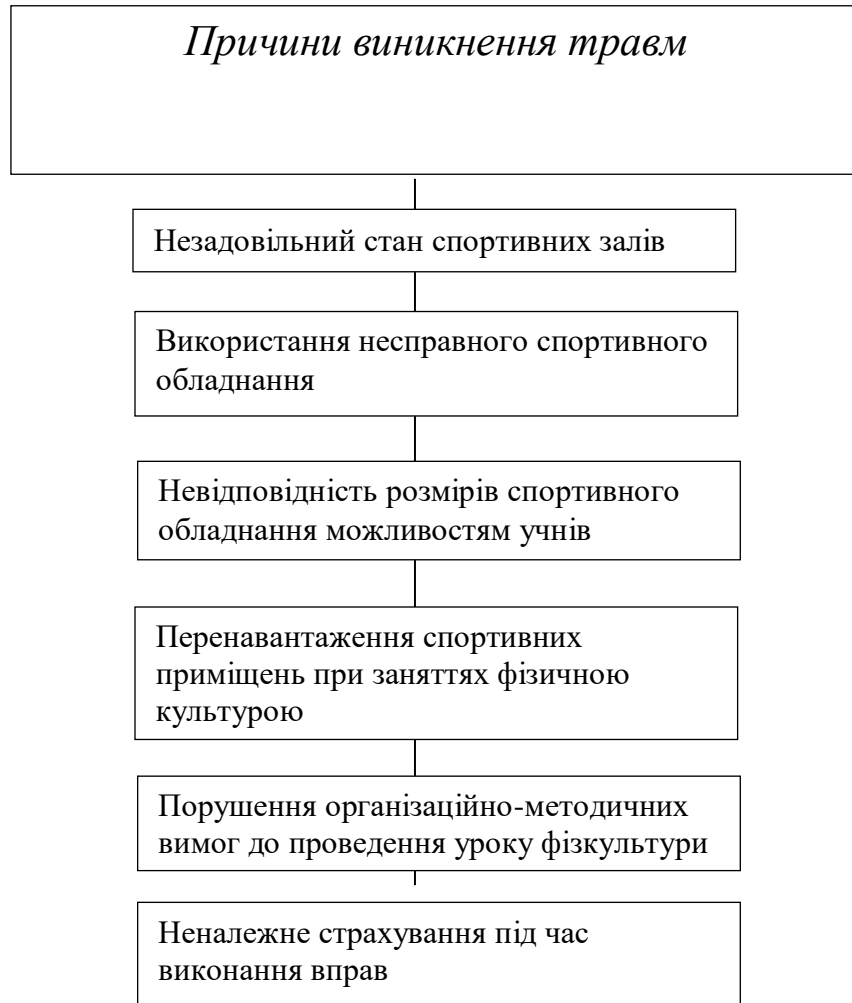 Причини виникнення травм
Незадовільний стан спортивних залів
Використання несправного спортивного
обладнання
Невідповідність розмірів спортивного
обладнання можливостям учнів
Перенавантаження спортивних
приміщень при заняттях фізичною
культурою
Порушення організаційно-методичних
вимог до проведення уроку фізкультури
Неналежне страхування під час
виконання вправ